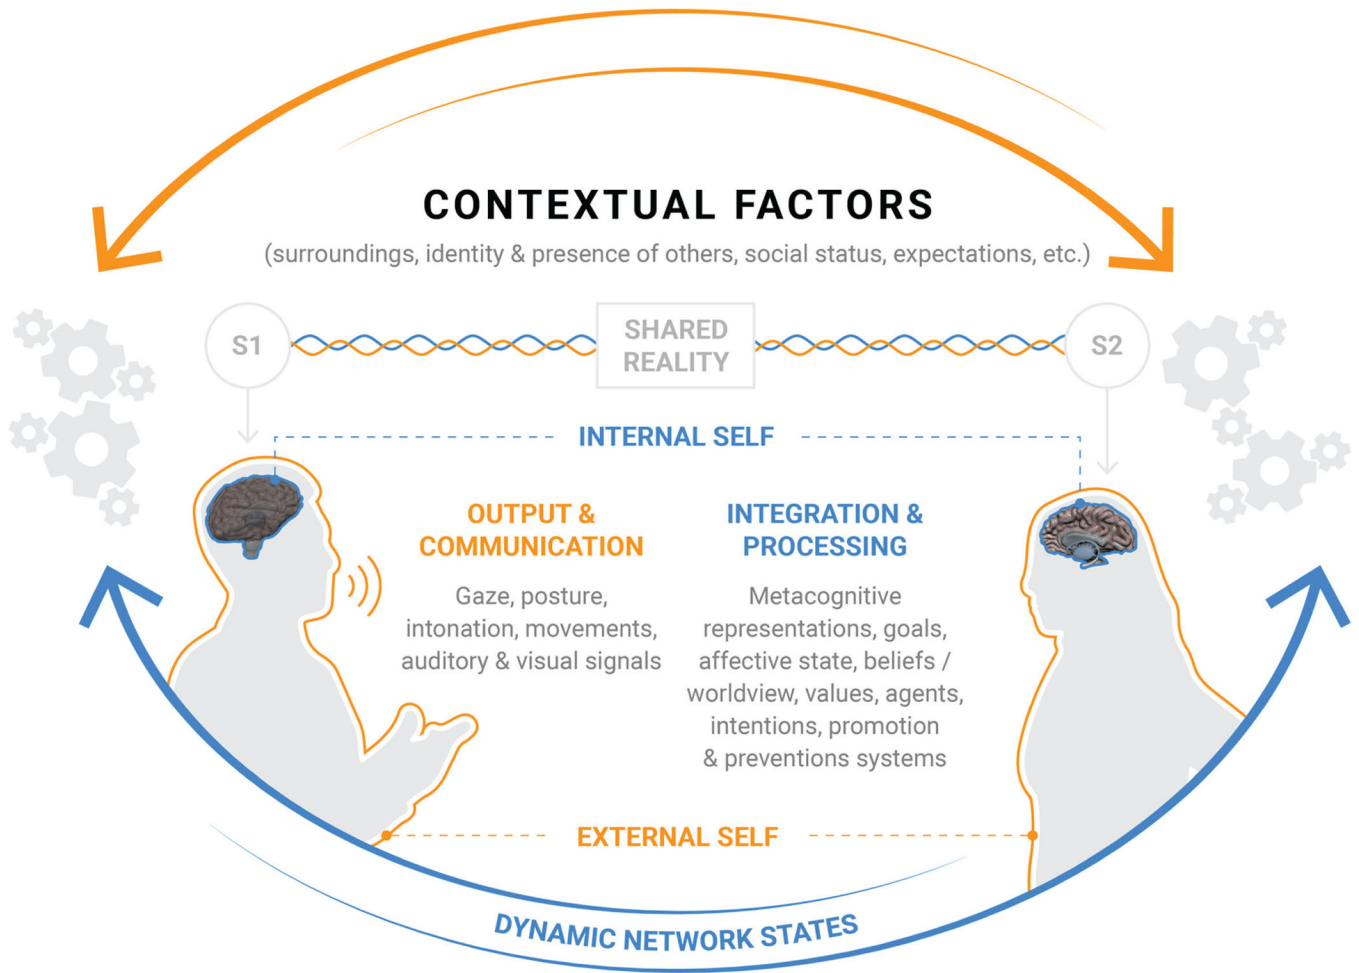 CONTEXTUAL FACTORS
(surroundings, identity & presence of others, social status, expectations, etc.)
S1
SHARED
REALITY
S2
INTERNAL SELF
OUTPUT &
COMMUNICATION
Gaze, posture,
intonation, movements,
auditory & visual signals
INTEGRATION &
PROCESSING
Metacognitive
representations, goals,
affective state, beliefs /
worldview, values, agents,
intentions, promotion
& preventions systems
EXTERNAL SELF
DYNAMIC NETWORK STATES